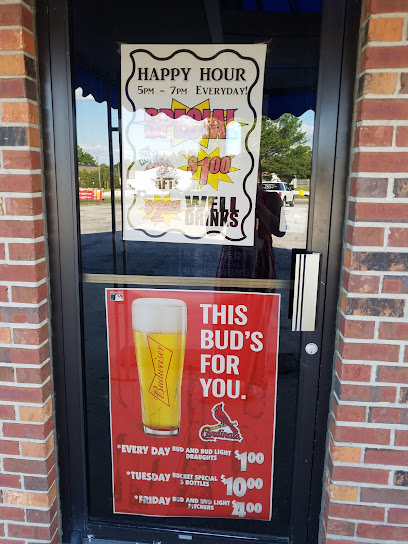 HAPPY HOUR
5PM - 7PM EVERYDAY!
SPECIAL
$1.00
WELL
DRINKS
Budweiser
THIS
BUD'S
FOR
YOU.
Cardinals
*EVERY DAY BUD AND BUD LIGHT DRAUGHTS $1.00
*TUESDAY BUCKET SPECIAL 5 BOTTLES $10.00
*FRIDAY BUD AND BUD LIGHT PITCHERS $4.00